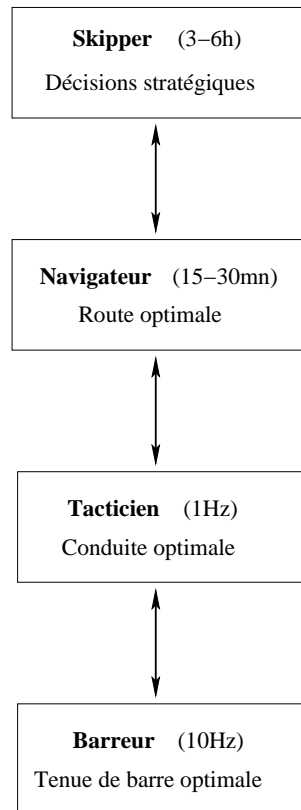 Skipper (3−6h)
Décisions stratégiques
Navigateur (15−30mn)
Route optimale
Tacticien (1Hz)
Conduite optimale
Barreur (10Hz)
Tenue de barre optimale